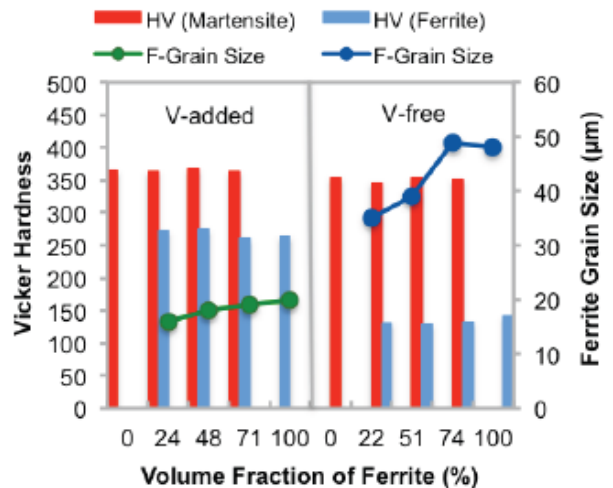 HV (Martensite) HV (Ferrite)
F-Grain Size F-Grain Size
500
450
400
350
300
250
200
150
100
50
0
Vicker Hardness
V-added V-free
60
50
40
30
20
10
0
Ferrite Grain Size (μm)
0 24 48 71 100 0 22 51 74 100
Volume Fraction of Ferrite (%)